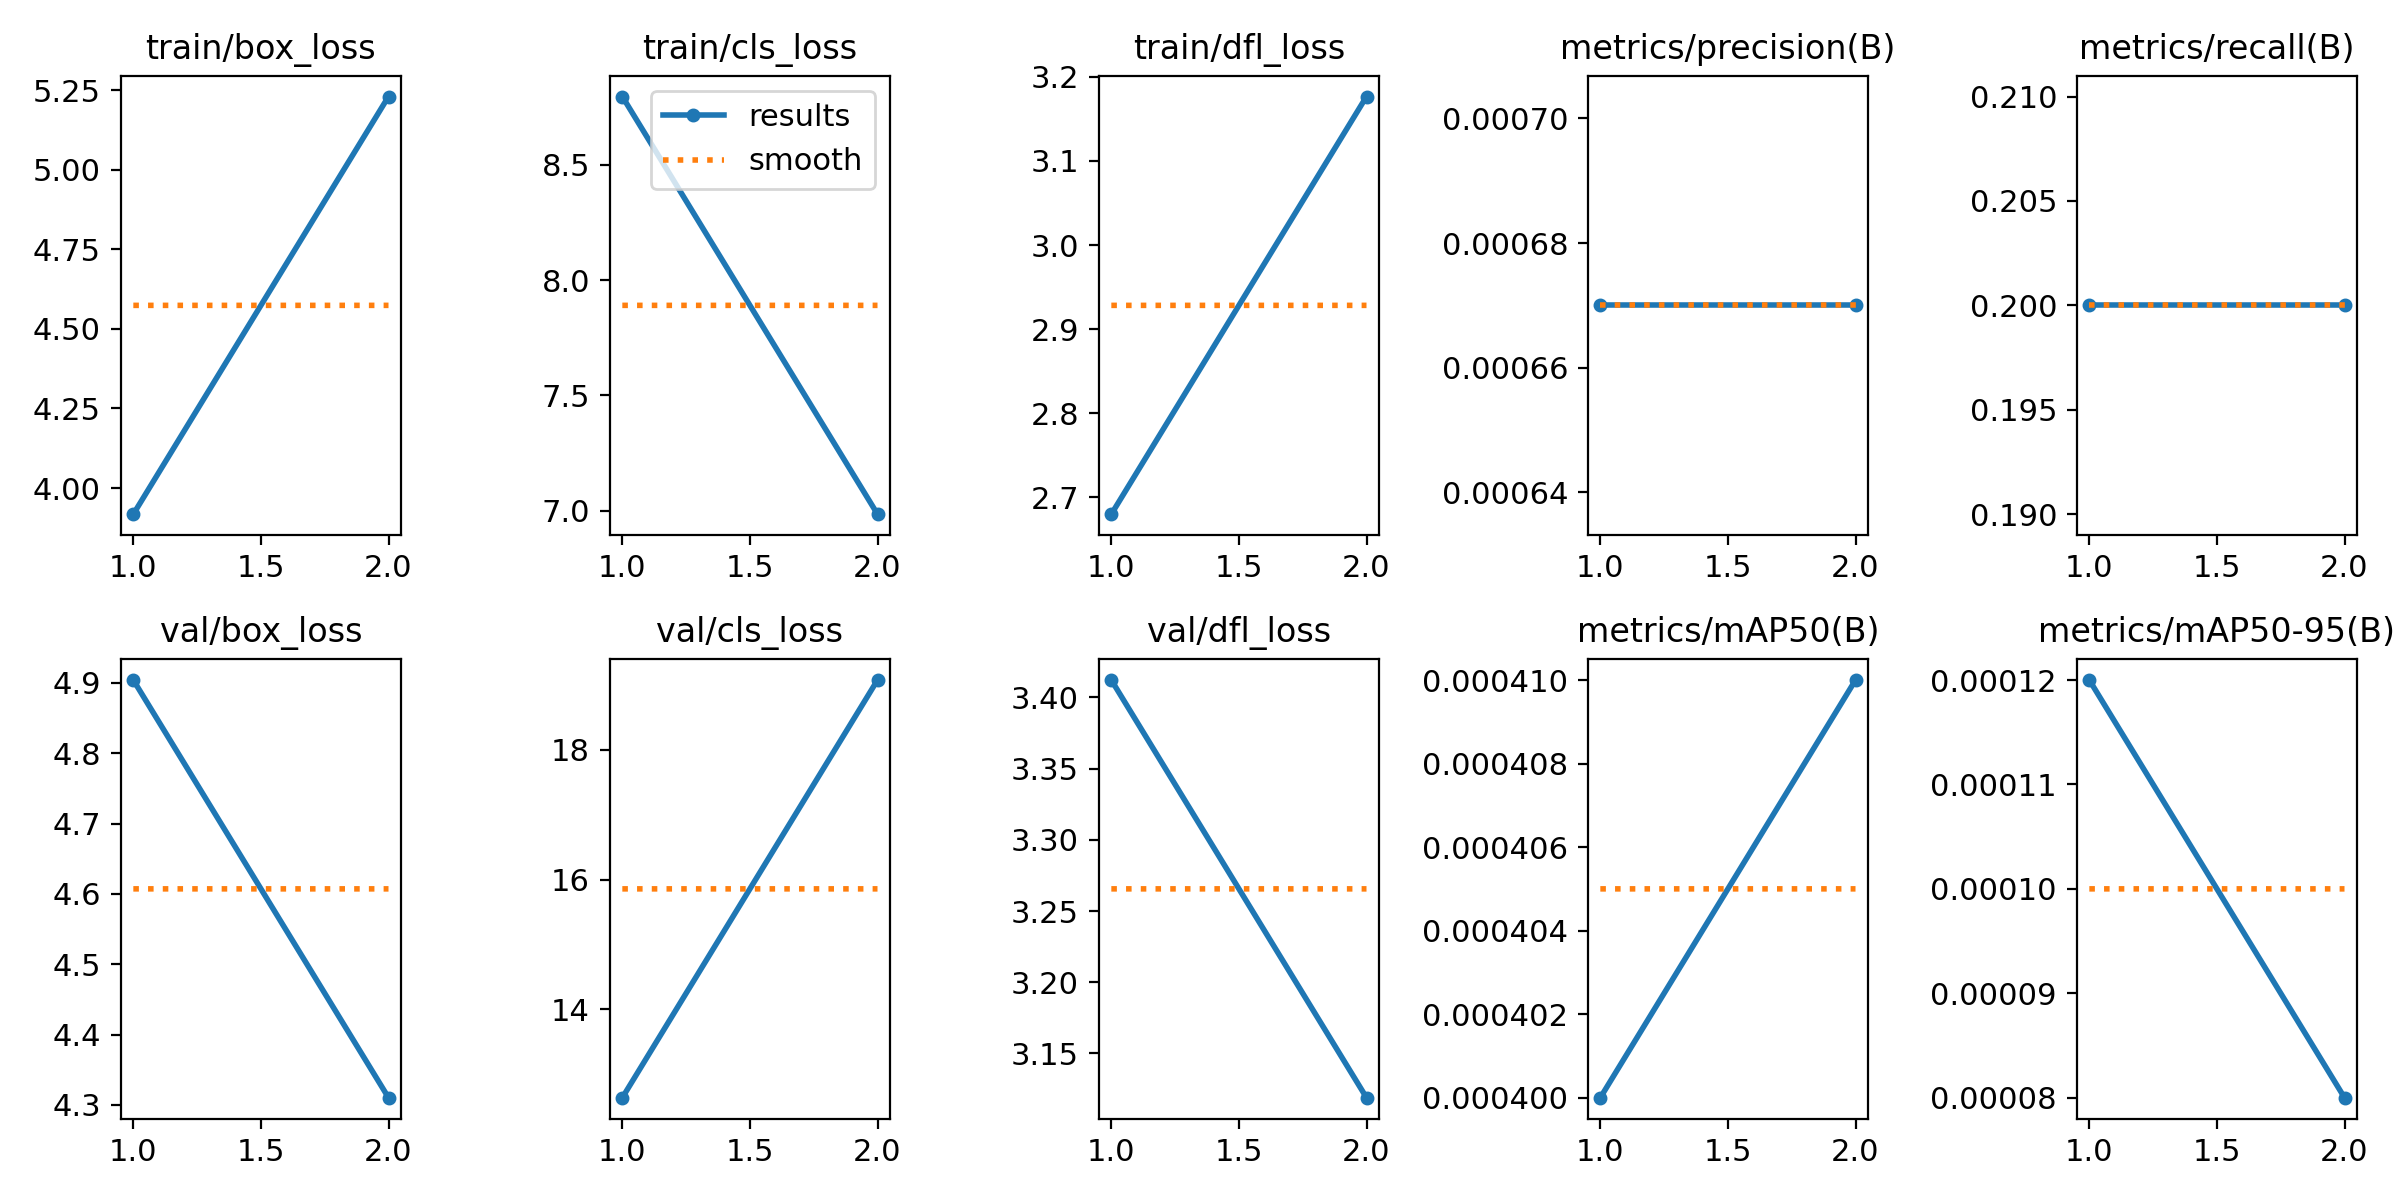 train/box_loss
5.25
5.00
4.75
4.50
4.25
4.00
1.0 1.5 2.0
train/cls_loss
results
smooth
8.5
8.0
7.5
7.0
1.0 1.5 2.0
train/dfl_loss
3.2
3.1
3.0
2.9
2.8
2.7
1.0 1.5 2.0
metrics/precision(B)
0.00070
0.00068
0.00066
0.00064
1.0 1.5 2.0
metrics/recall(B)
0.210
0.205
0.200
0.195
0.190
1.0 1.5 2.0
val/box_loss
4.9
4.8
4.7
4.6
4.5
4.4
4.3
1.0 1.5 2.0
val/cls_loss
18
16
14
1.0 1.5 2.0
val/dfl_loss
3.40
3.35
3.30
3.25
3.20
3.15
1.0 1.5 2.0
metrics/mAP50(B)
0.000410
0.000408
0.000406
0.000404
0.000402
0.000400
1.0 1.5 2.0
metrics/mAP50-95(B)
0.00012
0.00011
0.00010
0.00009
0.00008
1.0 1.5 2.0